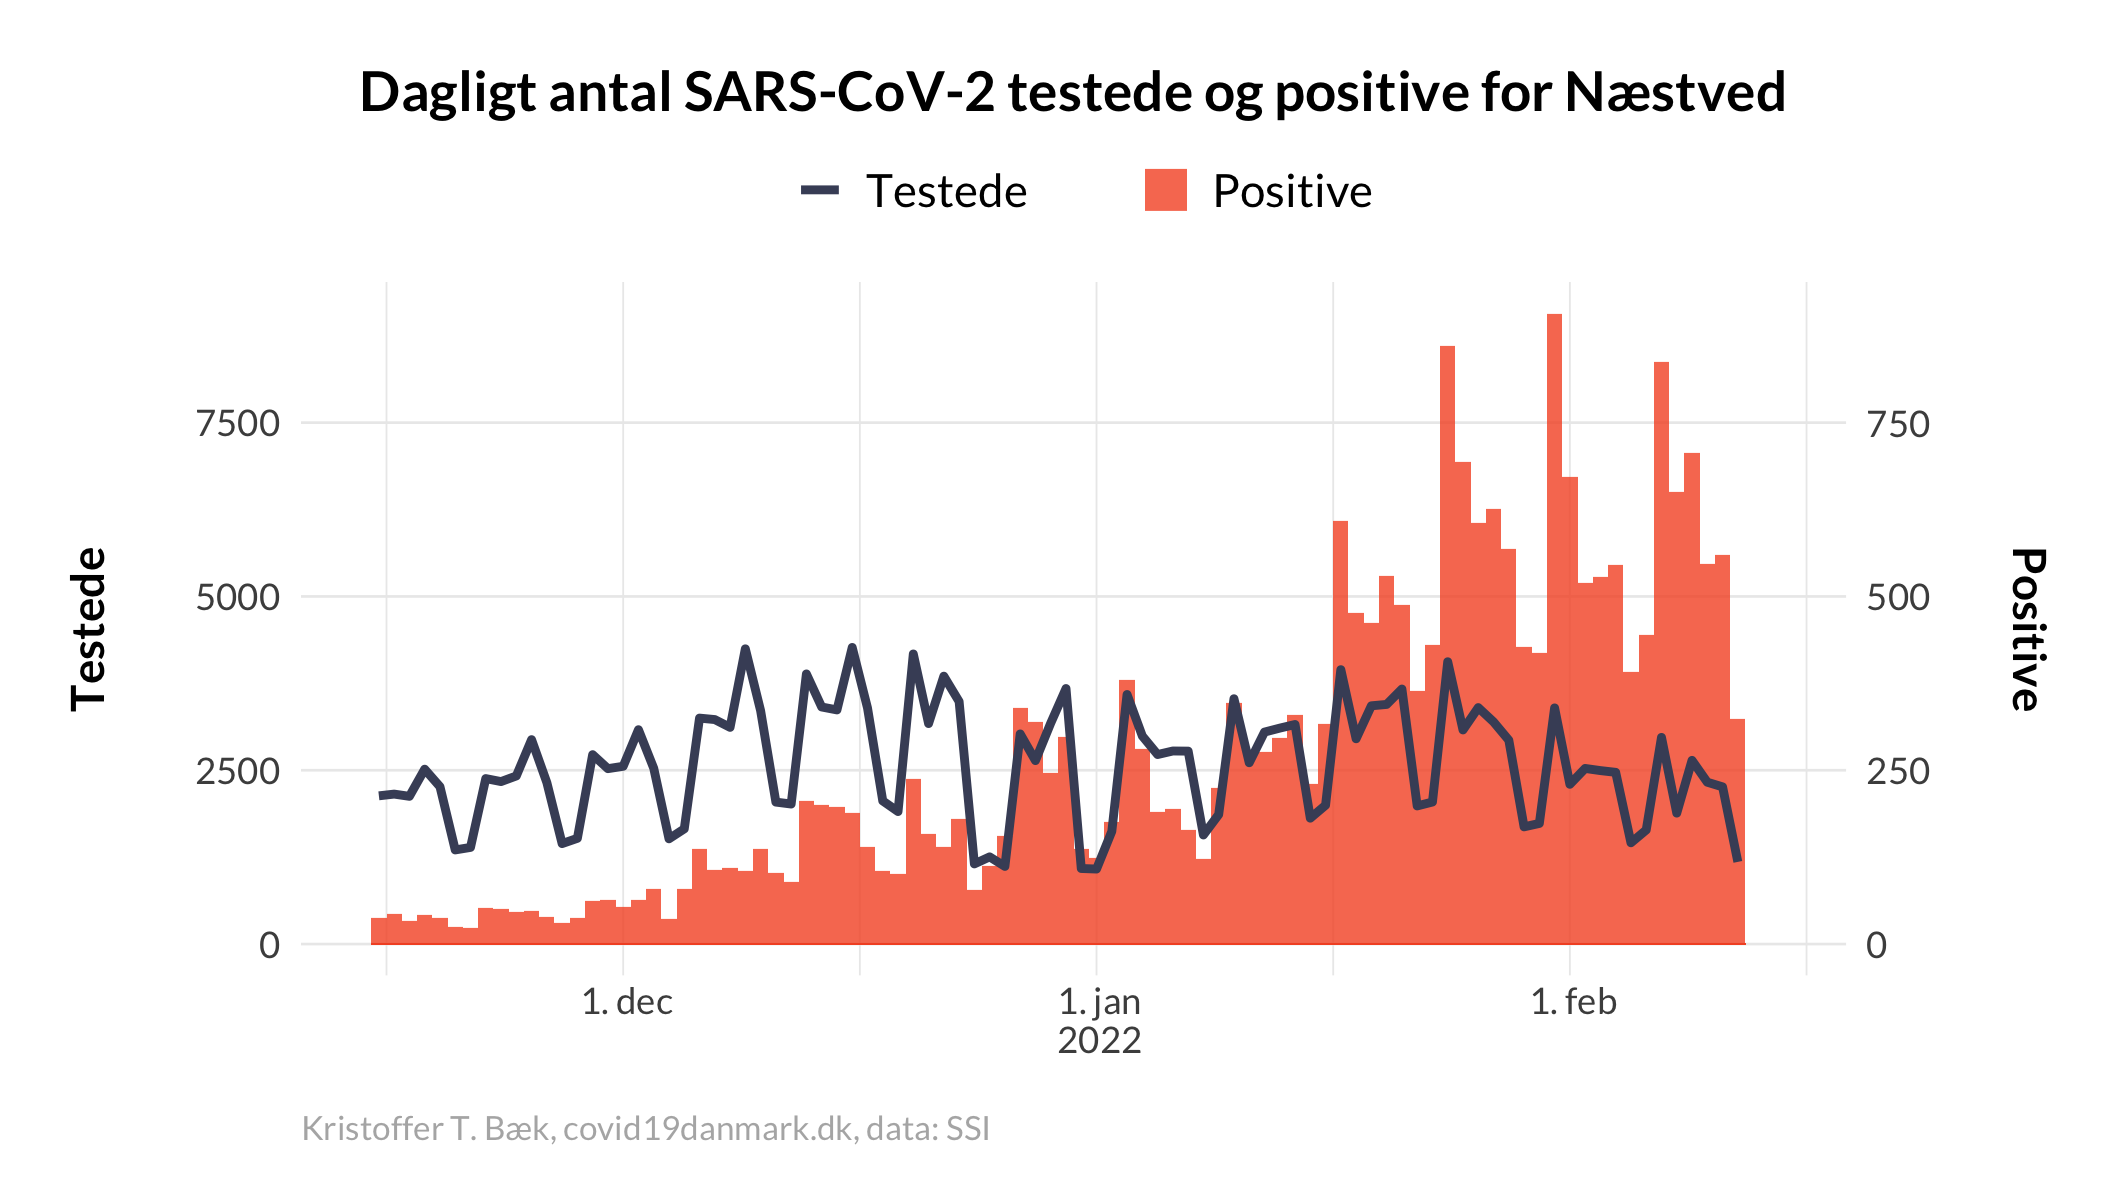 Dagligt antal SARS-CoV-2 testede og positive for Næstved
Testede
Positive
7500
5000
2500
0
750
500
250
0
Testede
Positive
1. dec
1. jan
2022
1. feb
Kristoffer T. Bæk, covid19danmark.dk, data: SSI